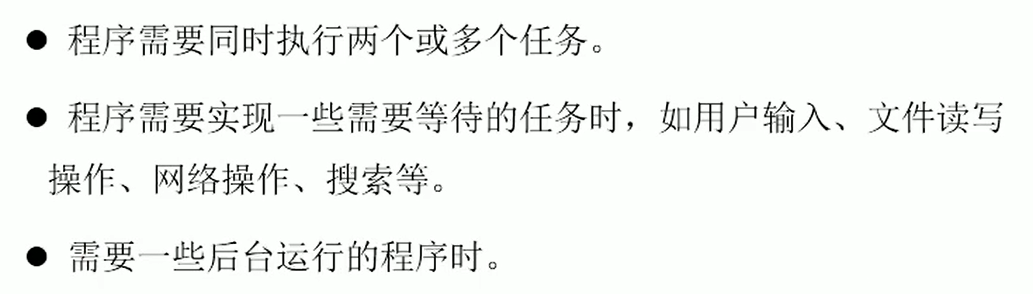 ● 程序需要同时执行两个或多个任务。
● 程序需要实现一些需要等待的任务时，如用户输入、文件读写
操作、网络操作、搜索等。
● 需要一些后台运行的程序时。